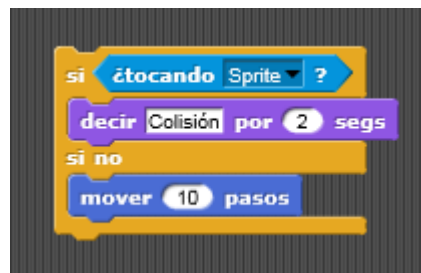 si ¿tocando Sprite ?
decir Colisión por 2 segs
si no
mover 10 pasos